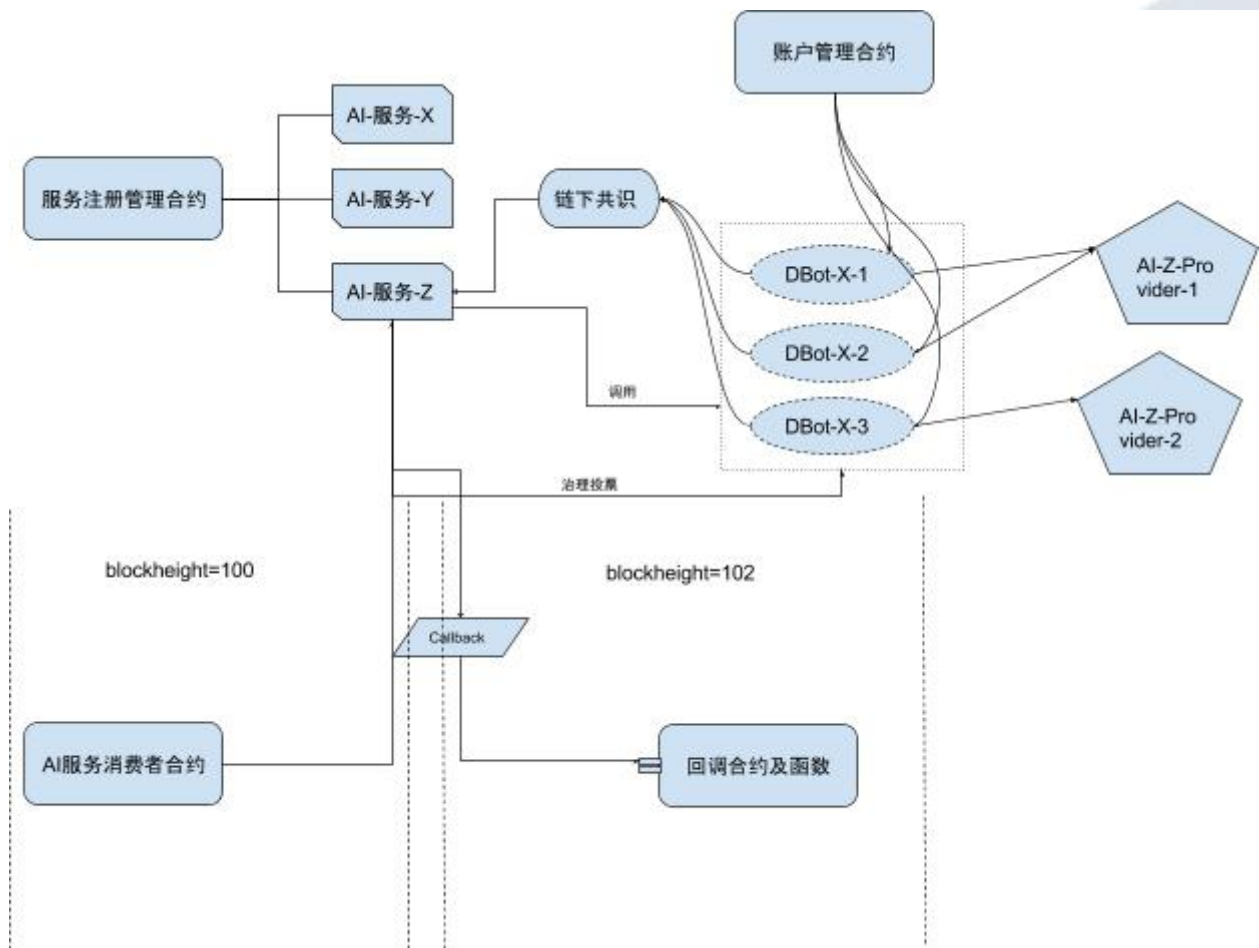 账户管理合约
AI-服务-X
服务注册管理合约
AI-服务-Y
链下共识
AI-服务-Z
DBot-X-1
AI-Z-Pro
vider-1
DBot-X-2
调用
DBot-X-3
AI-Z-Pro
vider-2
治理投票
blockheight=100
blockheight=102
Callback
AI服务消费者合约
回调合约及函数